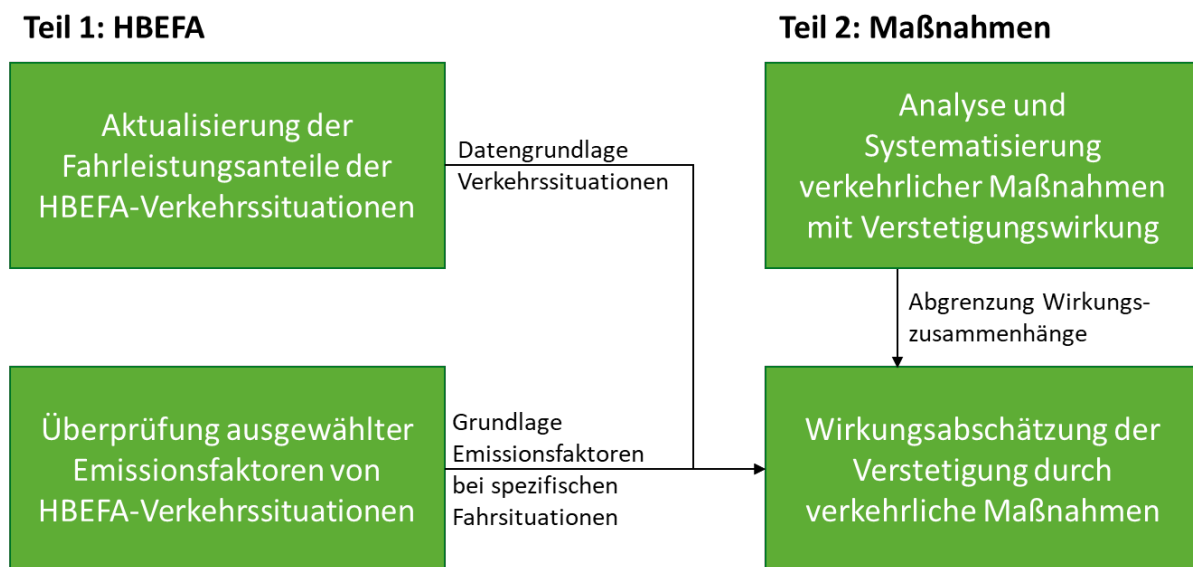 Teil 1: HBEFA
Teil 2: Maßnahmen
Aktualisierung der
Fahrleistungsanteile der
HBEFA-Verkehrssituationen
Datengrundlage
Verkehrssituationen
Analyse und
Systematisierung
verkehrlicher Maßnahmen
mit Verstetigungswirkung
Abgrenzung Wirkungs-
zusammenhänge
Überprüfung ausgewählter
Emissionsfaktoren von
HBEFA-Verkehrssituationen
Grundlage
Emissionsfaktoren
bei spezifischen
Fahrsituationen
Wirkungsabschätzung der
Verstetigung durch
verkehrliche Maßnahmen